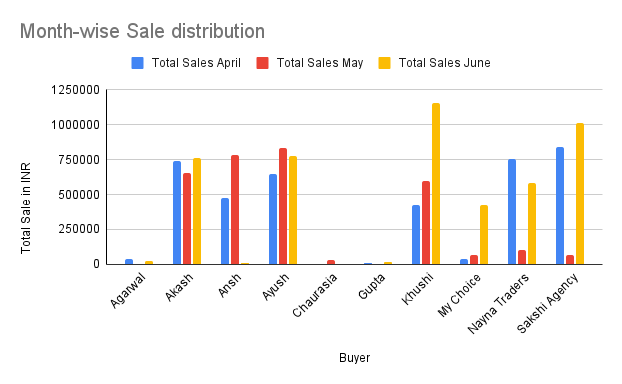 Month-wise Sale distribution
Total Sales April Total Sales May Total Sales June
1250000
1000000
750000
500000
250000
0
Total Sale in INR
Agarwal
Akash
Ansh
Ayush
Chaurasia
Gupta
Khushi
My Choice
Nayna Traders
Sakshi Agency
Buyer